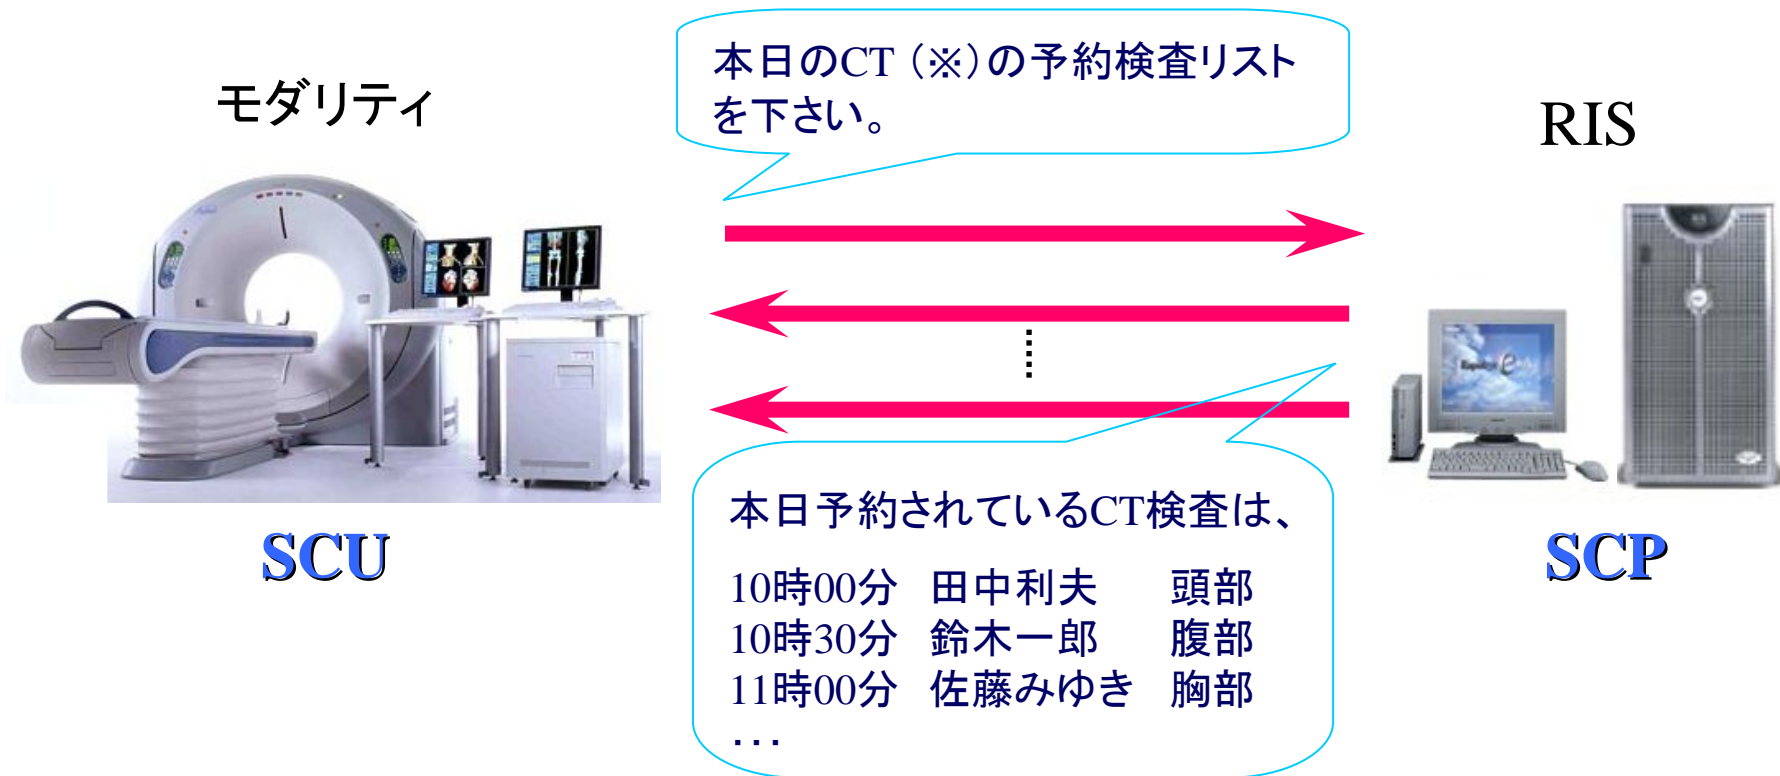 モダリティ
本日のCT（※）の予約検査リスト
を下さい。
RIS
本日予約されているCT検査は、
10時00分 田中利夫 頭部
10時30分 鈴木一郎 腹部
11時00分 佐藤みゆき 胸部
・・・
SCU
SCP